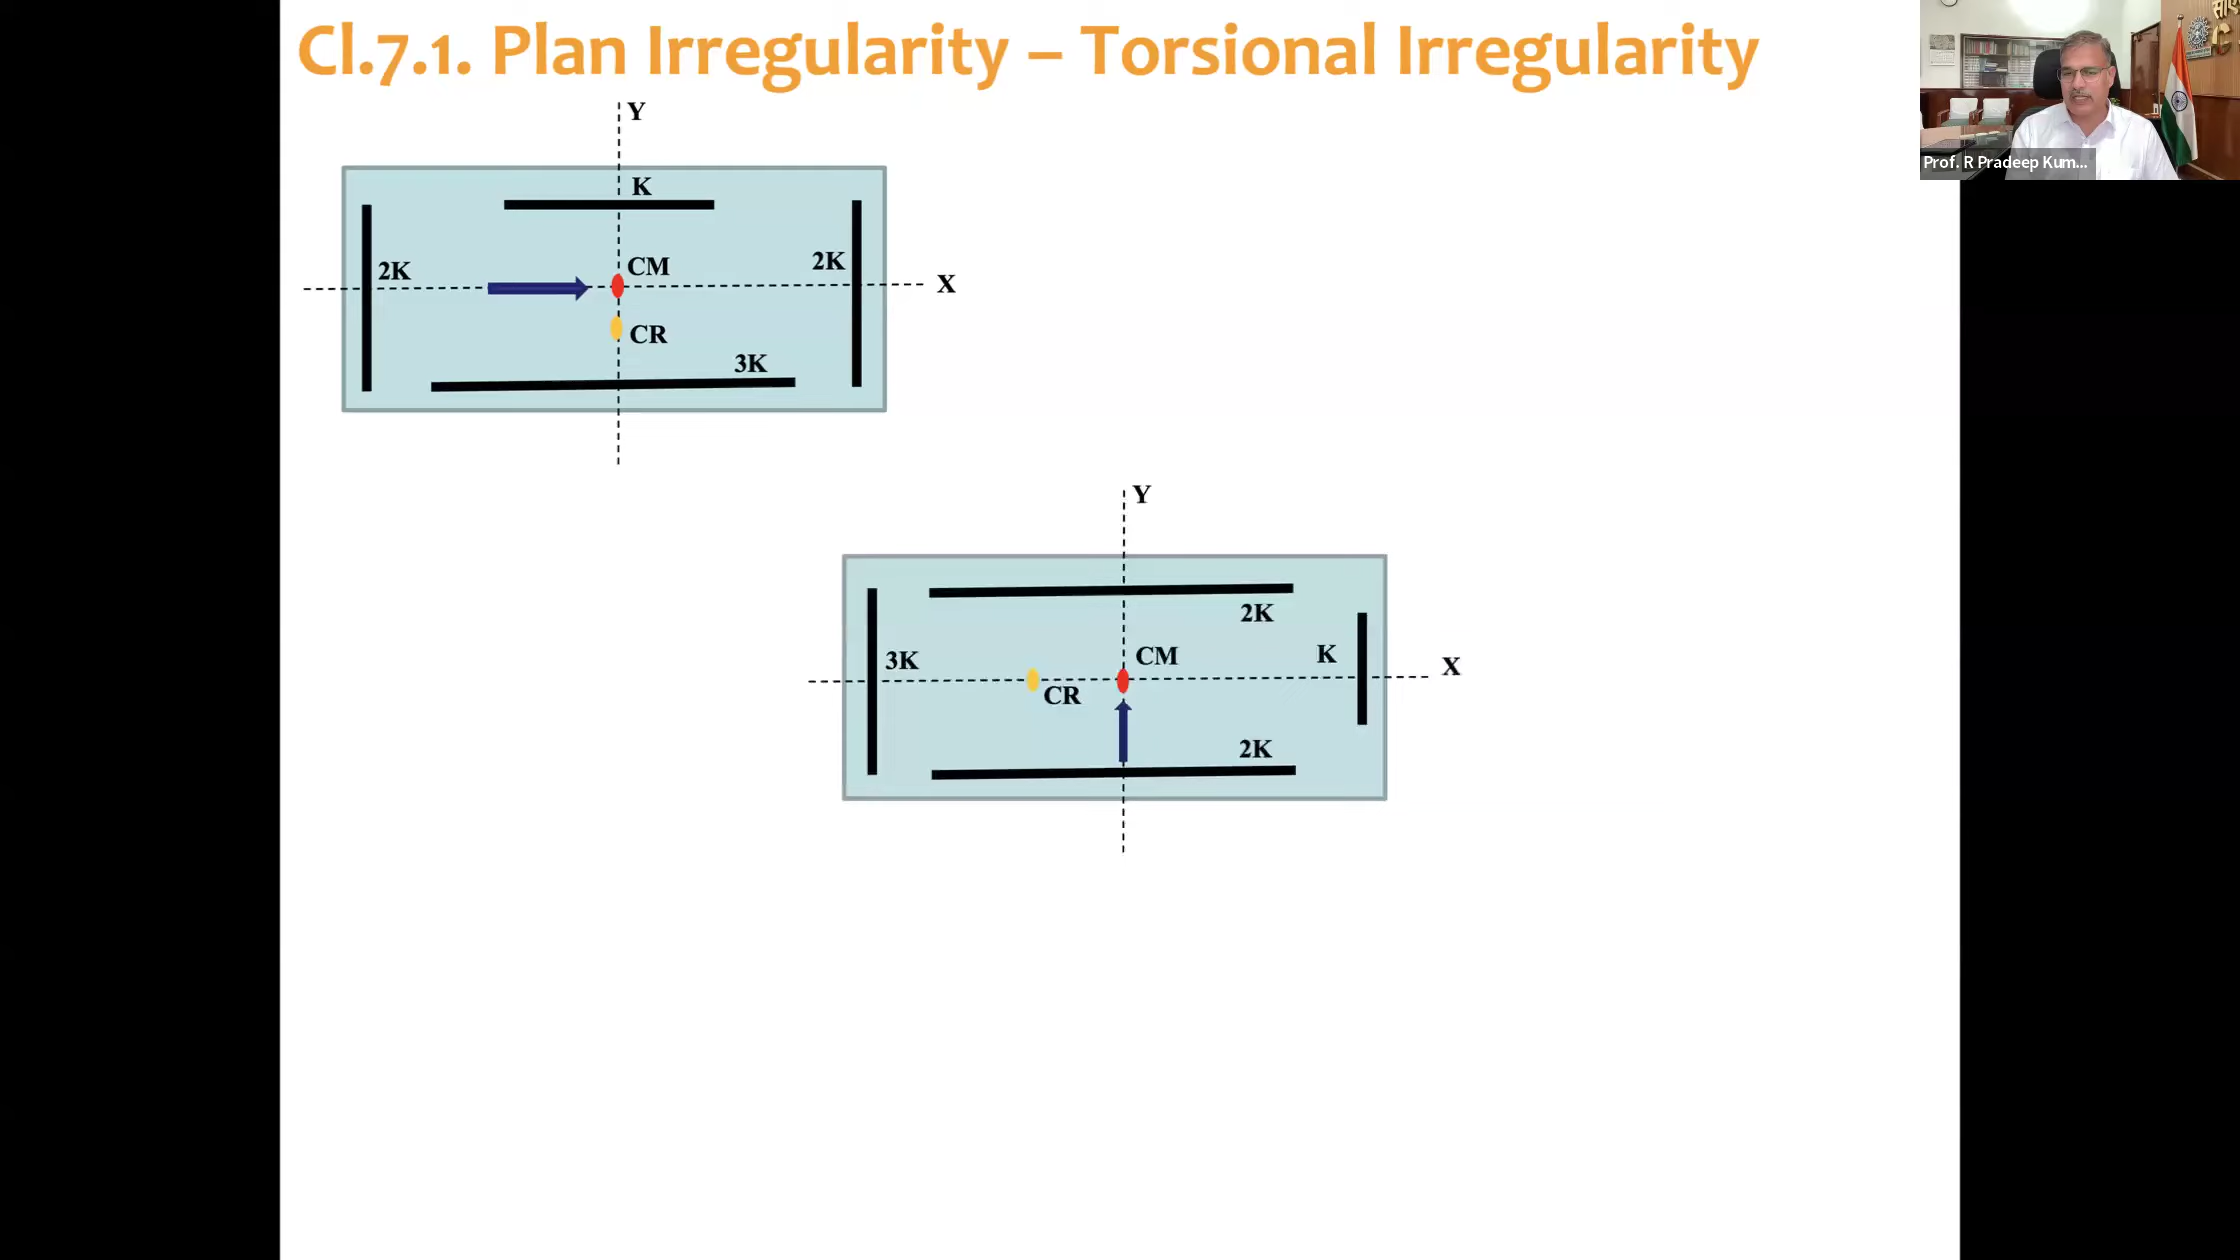 Cl.7.1. Plan Irregularity – Torsional Irregularity
Prof. R Pradeep Kum...
Y
K
2K
CM
2K
X
CR
3K
Y
2K
3K
CM
K
X
CR
2K